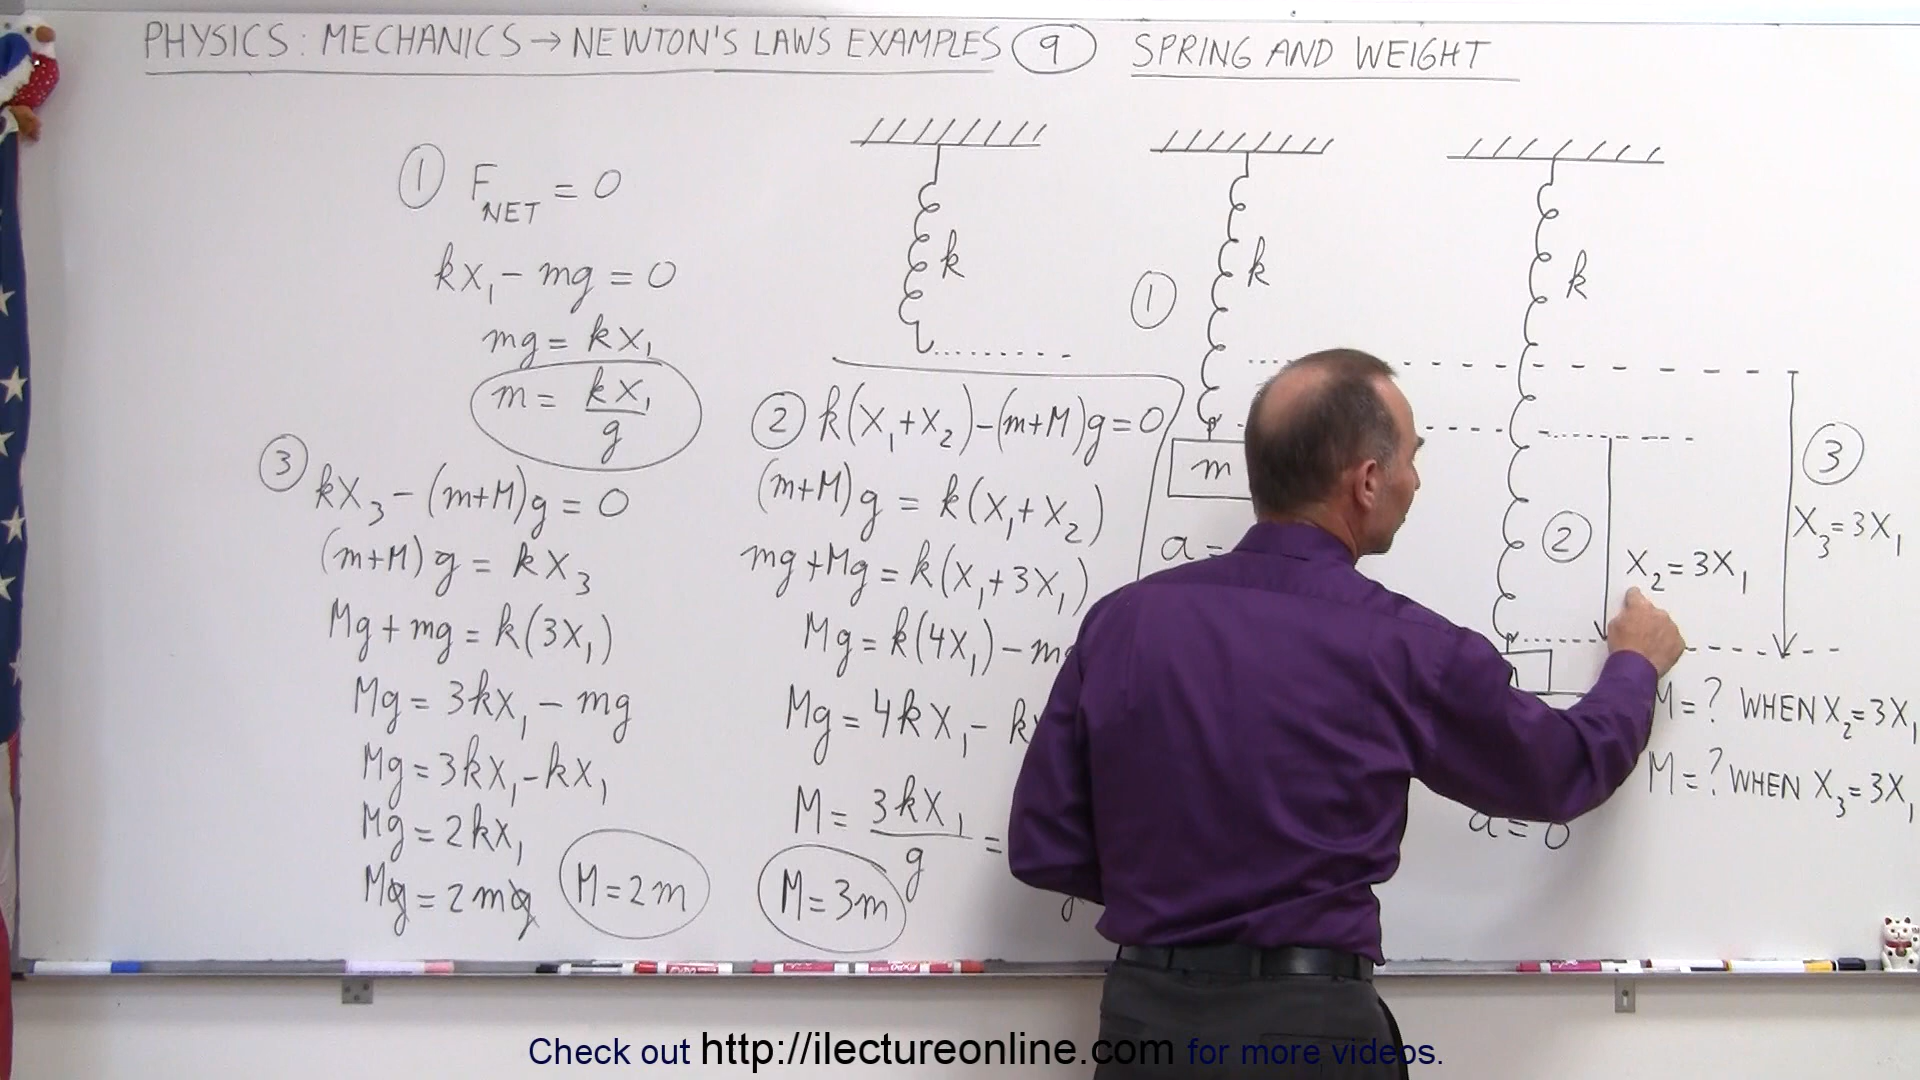 PHYSICS: MECHANICS → NEWTON'S LAWS EXAMPLES 9 SPRING AND WEIGHT
① F_NET = 0
kx₁ - mg = 0
mg = kx₁
m = kx₁/g
③ kx₃ - (m+M)g = 0
(m+M)g = kx₃
Mg + mg = k(3x₁)
Mg = 3kx₁ - mg
Mg = 3kx₁ - kx₁
Mg = 2kx₁
Mg = 2mg
M = 2m
② k(x₁+x₂) - (m+M)g = 0
(m+M)g = k(x₁+x₂)
mg + Mg = k(x₁+3x₁)
Mg = k(4x₁) - m
Mg = 4kx₁ - k
M = 3kx₁/g =
M = 3m
k
①
k
m
a =
k
②
x₂ = 3x₁
③
x₃ = 3x₁
a = 0
M = ? WHEN x₂ = 3x₁
M = ? WHEN x₃ = 3x₁
Check out http://ilectureonline.com for more videos.